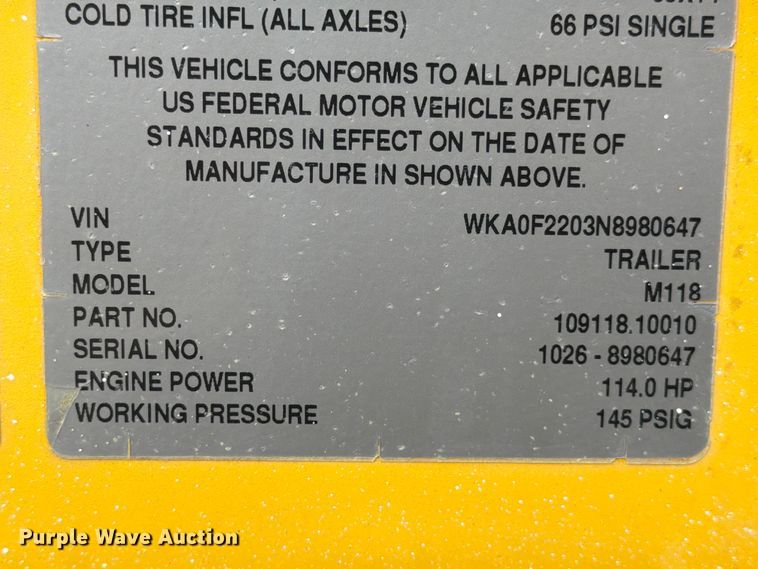 COLD TIRE INFL (ALL AXLES) 66 PSI SINGLE
THIS VEHICLE CONFORMS TO ALL APPLICABLE
US FEDERAL MOTOR VEHICLE SAFETY
STANDARDS IN EFFECT ON THE DATE OF
MANUFACTURE IN SHOWN ABOVE.
VIN WKA0F2203N8980647
TYPE TRAILER
MODEL M118
PART NO. 109118.10010
SERIAL NO. 1026 - 8980647
ENGINE POWER 114.0 HP
WORKING PRESSURE 145 PSIG
Purple Wave Auction